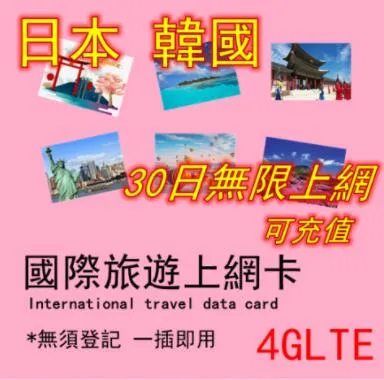 日本 韓國
30日無限上網
可充值
國際旅遊上網卡
International travel data card
*無須登記 一插即用
4GLTE